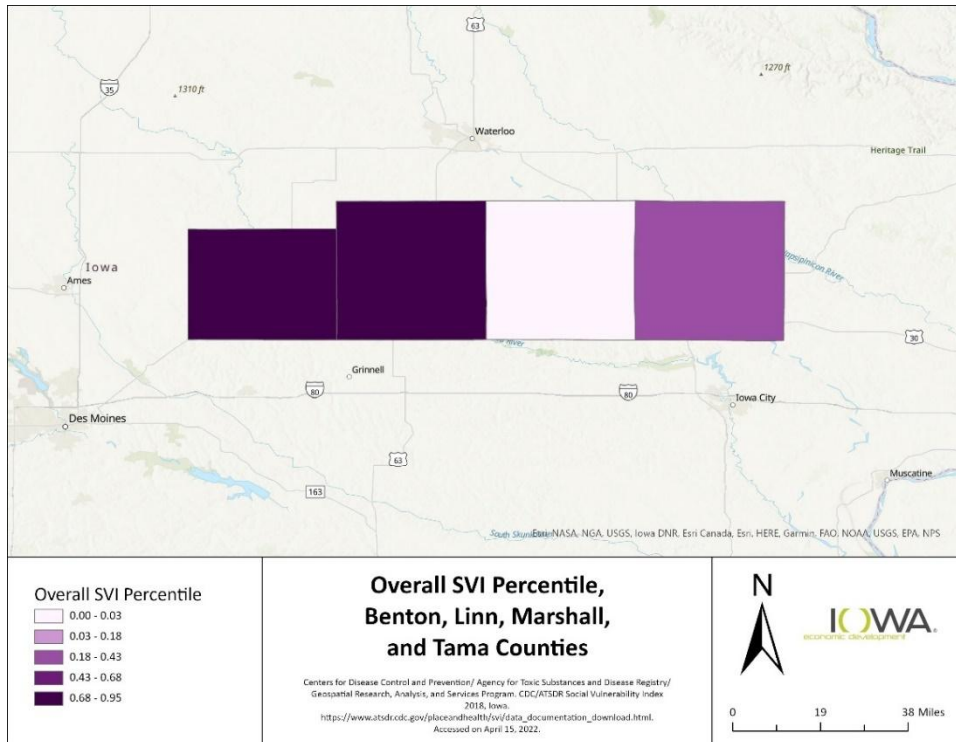 63
1270 ft
35
1310 ft
Waterloo
Heritage Trail
Iowa
Ames
River
30
Grinnell
80
80
Iowa City
Des Moines
63
Muscatine
163
Esri, NASA, NGA, USGS, Iowa DNR, Esri Canada, Esri, HERE, Garmin, FAO, NOAA, USGS, EPA, NPS
Overall SVI Percentile
0.00 - 0.03
0.03 - 0.18
0.18 - 0.43
0.43 - 0.68
0.68 - 0.95
Overall SVI Percentile,
Benton, Linn, Marshall,
and Tama Counties
Centers for Disease Control and Prevention/ Agency for Toxic Substances and Disease Registry/
Geospatial Research, Analysis, and Services Program. CDC/ATSDR Social Vulnerability Index
2018, Iowa.
https://www.atsdr.cdc.gov/placeandhealth/svi/data_documentation_download.html.
Accessed on April 15, 2022.
N
IOWA
economic development
0 19 38 Miles